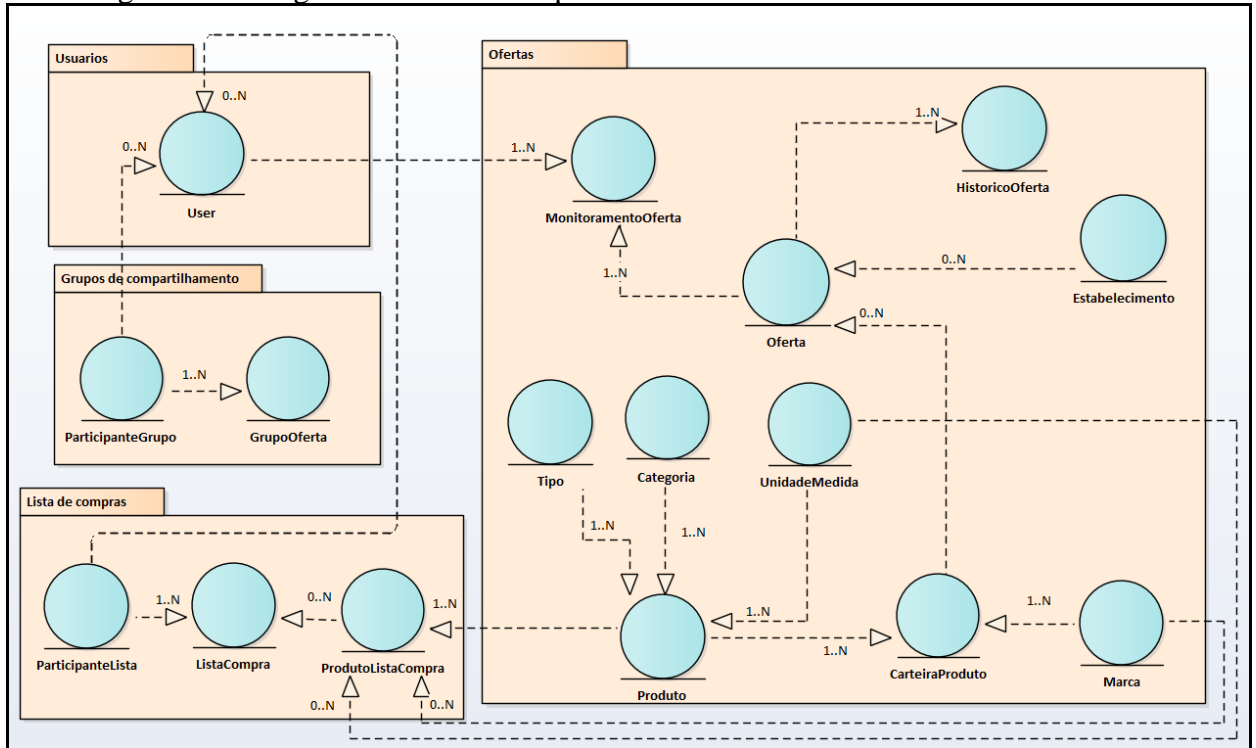 Usuarios
0..N
0..N
User
Grupos de compartilhamento
1..N
ParticipanteGrupo
GrupoOferta
Lista de compras
1..N
0..N
1..N
ParticipanteLista
ListaCompra
ProdutoListaCompra
0..N
0..N
Ofertas
1..N
1..N
MonitoramentoOferta
HistoricoOferta
1..N
0..N
Estabelecimento
0..N
Oferta
Tipo
Categoria
UnidadeMedida
1..N
1..N
1..N
1..N
1..N
Produto
CarteiraProduto
Marca